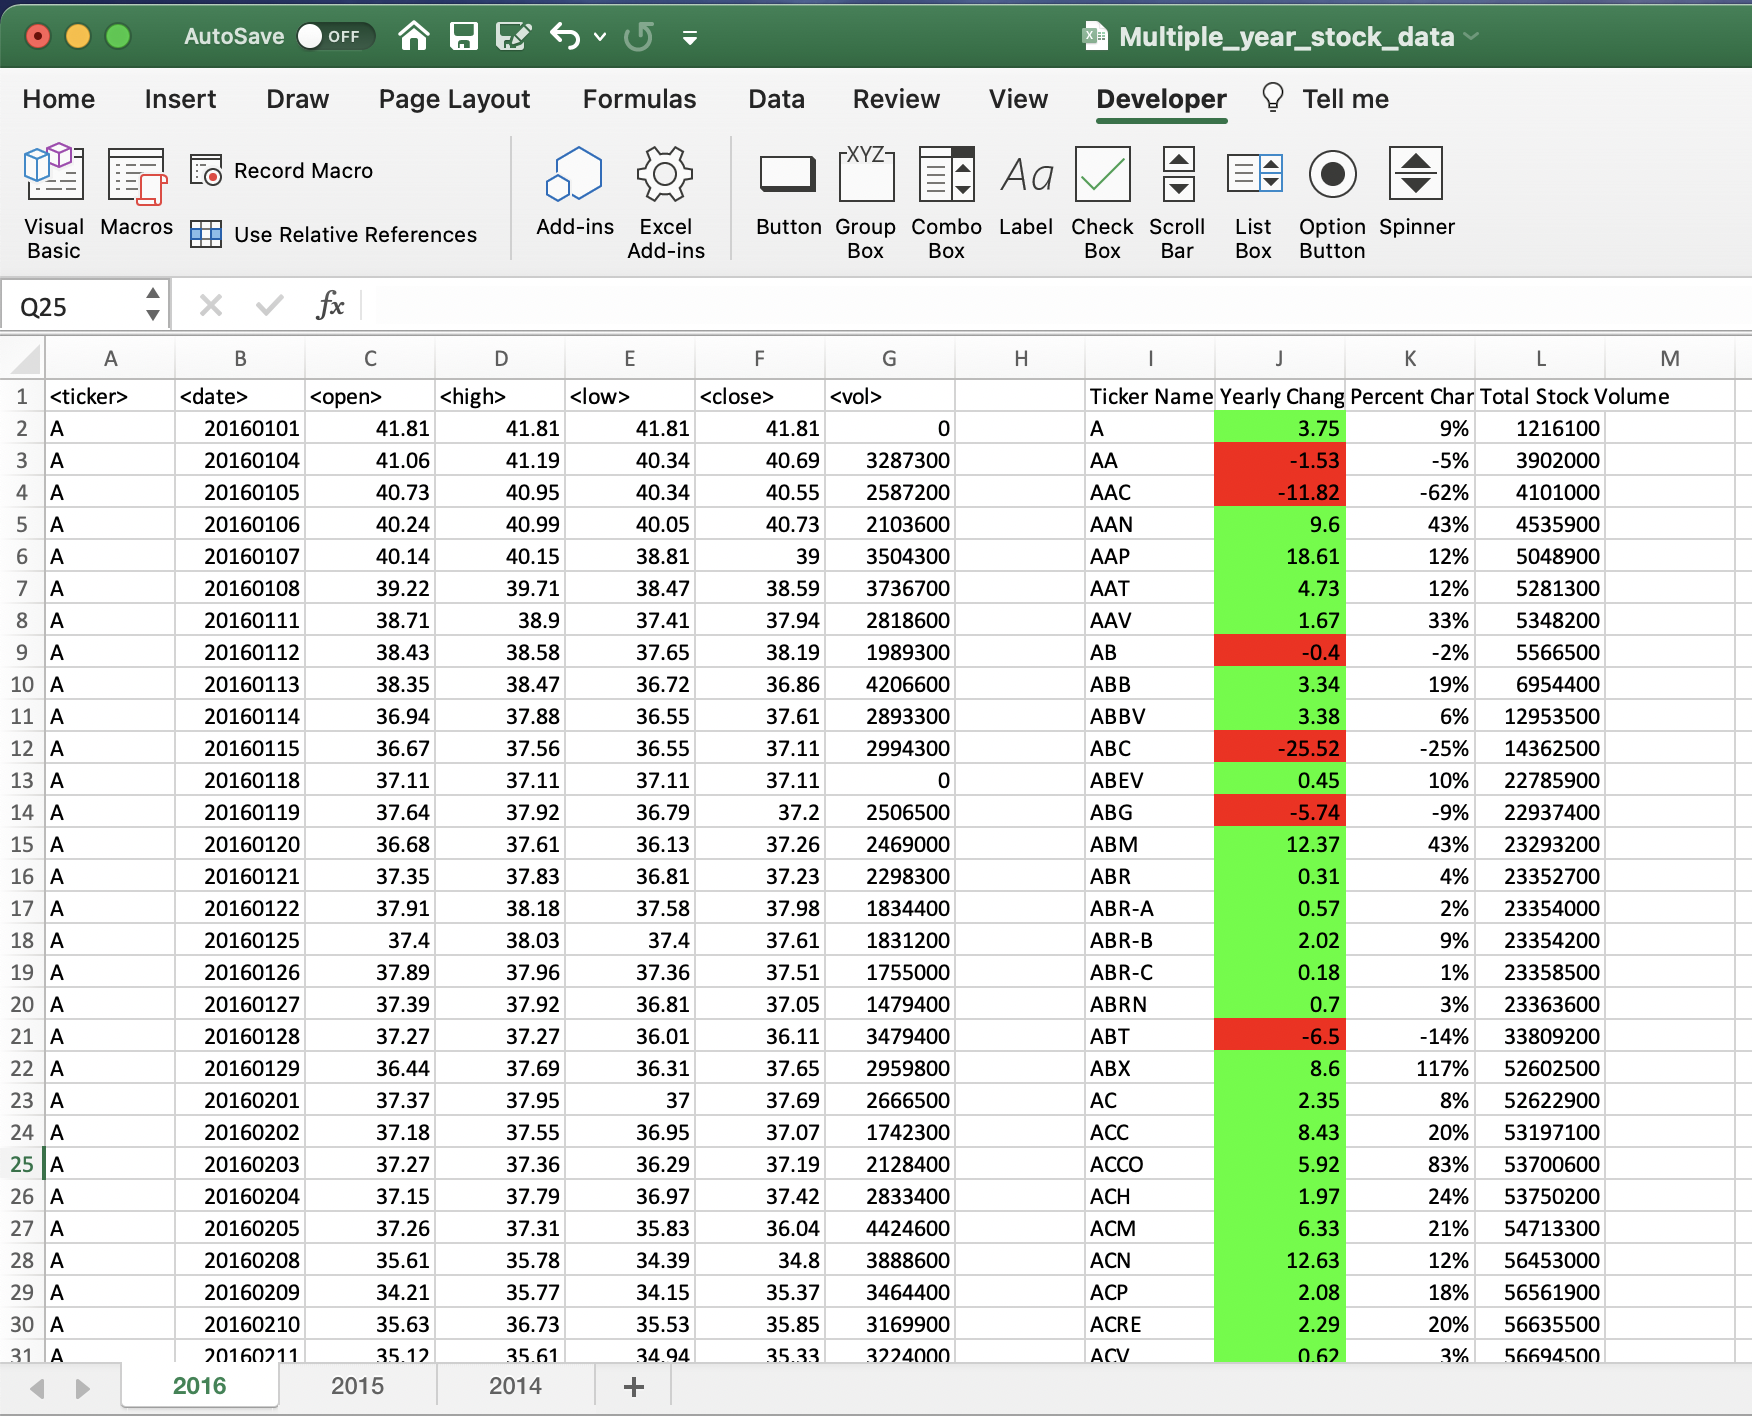 AutoSave OFF Multiple_year_stock_data
Home Insert Draw Page Layout Formulas Data Review View Developer Tell me
Visual Basic Macros Record Macro Use Relative References Add-ins Excel Add-ins Button Group Box Combo Box Label Check Box Scroll Bar List Box Option Button Spinner
XYZ Aa
Q25 fx
A B C D E F G H I J K L M
1 <ticker> <date> <open> <high> <low> <close> <vol> Ticker Name Yearly Chang Percent Char Total Stock Volume
2 A 20160101 41.81 41.81 41.81 41.81 0 A 3.75 9% 1216100
3 A 20160104 41.06 41.19 40.34 40.69 3287300 AA -1.53 -5% 3902000
4 A 20160105 40.73 40.95 40.34 40.55 2587200 AAC -11.82 -62% 4101000
5 A 20160106 40.24 40.99 40.05 40.73 2103600 AAN 9.6 43% 4535900
6 A 20160107 40.14 40.15 38.81 39 3504300 AAP 18.61 12% 5048900
7 A 20160108 39.22 39.71 38.47 38.59 3736700 AAT 4.73 12% 5281300
8 A 20160111 38.71 38.9 37.41 37.94 2818600 AAV 1.67 33% 5348200
9 A 20160112 38.43 38.58 37.65 38.19 1989300 AB -0.4 -2% 5566500
10 A 20160113 38.35 38.47 36.72 36.86 4206600 ABB 3.34 19% 6954400
11 A 20160114 36.94 37.88 36.55 37.61 2893300 ABBV 3.38 6% 12953500
12 A 20160115 36.67 37.56 36.55 37.11 2994300 ABC -25.52 -25% 14362500
13 A 20160118 37.11 37.11 37.11 37.11 0 ABEV 0.45 10% 22785900
14 A 20160119 37.64 37.92 36.79 37.2 2506500 ABG -5.74 -9% 22937400
15 A 20160120 36.68 37.61 36.13 37.26 2469000 ABM 12.37 43% 23293200
16 A 20160121 37.35 37.83 36.81 37.23 2298300 ABR 0.31 4% 23352700
17 A 20160122 37.91 38.18 37.58 37.98 1834400 ABR-A 0.57 2% 23354000
18 A 20160125 37.4 38.03 37.4 37.61 1831200 ABR-B 2.02 9% 23354200
19 A 20160126 37.89 37.96 37.36 37.51 1755000 ABR-C 0.18 1% 23358500
20 A 20160127 37.39 37.92 36.81 37.05 1479400 ABRN 0.7 3% 23363600
21 A 20160128 37.27 37.27 36.01 36.11 3479400 ABT -6.5 -14% 33809200
22 A 20160129 36.44 37.69 36.31 37.65 2959800 ABX 8.6 117% 52602500
23 A 20160201 37.37 37.95 37 37.69 2666500 AC 2.35 8% 52622900
24 A 20160202 37.18 37.55 36.95 37.07 1742300 ACC 8.43 20% 53197100
25 A 20160203 37.27 37.36 36.29 37.19 2128400 ACCO 5.92 83% 53700600
26 A 20160204 37.15 37.79 36.97 37.42 2833400 ACH 1.97 24% 53750200
27 A 20160205 37.26 37.31 35.83 36.04 4424600 ACM 6.33 21% 54713300
28 A 20160208 35.61 35.78 34.39 34.8 3888600 ACN 12.63 12% 56453000
29 A 20160209 34.21 35.77 34.15 35.37 3464400 ACP 2.08 18% 56561900
30 A 20160210 35.63 36.73 35.53 35.85 3169900 ACRE 2.29 20% 56635500
31 A 20160211 35.12 35.61 34.94 35.33 3224000 ACV 0.62 3% 56694500
2016 2015 2014 +